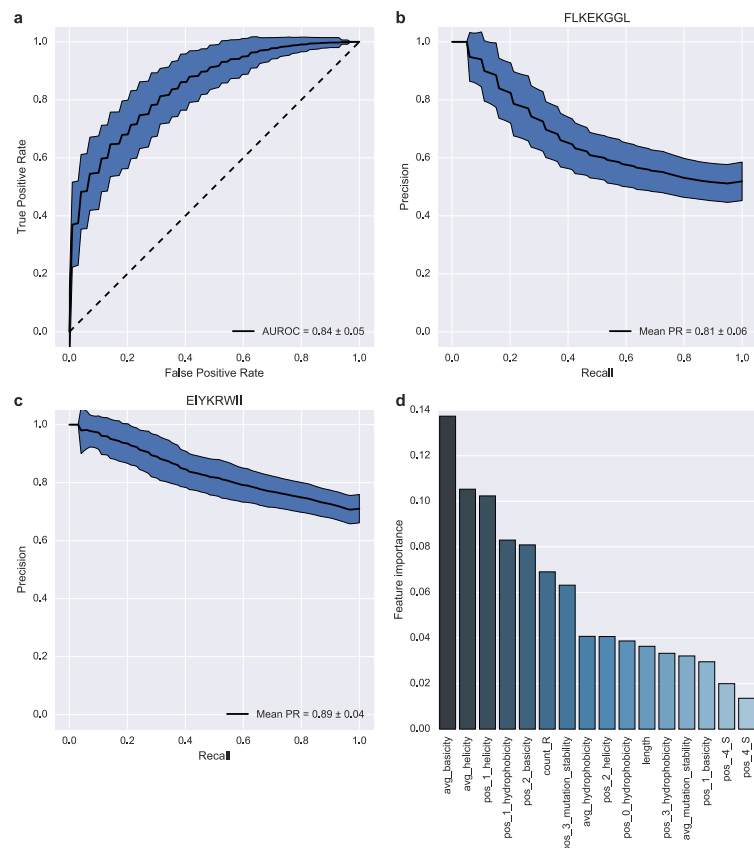 a
1.0
0.8
0.6
0.4
0.2
0.0
True Positive Rate
AUROC = 0.84 ± 0.05
0.0 0.2 0.4 0.6 0.8 1.0
False Positive Rate
b
FLKEKGGL
1.0
0.8
0.6
0.4
0.2
0.0
Precision
Mean PR = 0.81 ± 0.06
0.0 0.2 0.4 0.6 0.8 1.0
Recall
c
EIYKRWII
1.0
0.8
0.6
0.4
0.2
0.0
Precision
Mean PR = 0.89 ± 0.04
0.0 0.2 0.4 0.6 0.8 1.0
Recall
d
0.14
0.12
0.10
0.08
0.06
0.04
0.02
0.00
Feature importance
avg_basicity
avg_helicity
pos_1_helicity
pos_1_hydrophobicity
pos_2_basicity
count_R
pos_3_mutation_stability
avg_hydrophobicity
pos_2_helicity
pos_0_hydrophobicity
length
pos_3_hydrophobicity
avg_mutation_stability
pos_1_basicity
pos_-4_S
pos_4_S